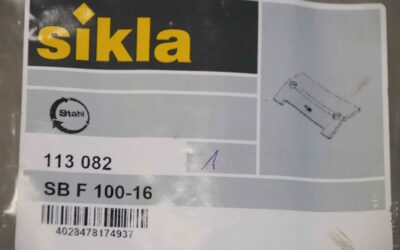 sikla
Stahl
113 082
1
SB F 100-16
4028478174937